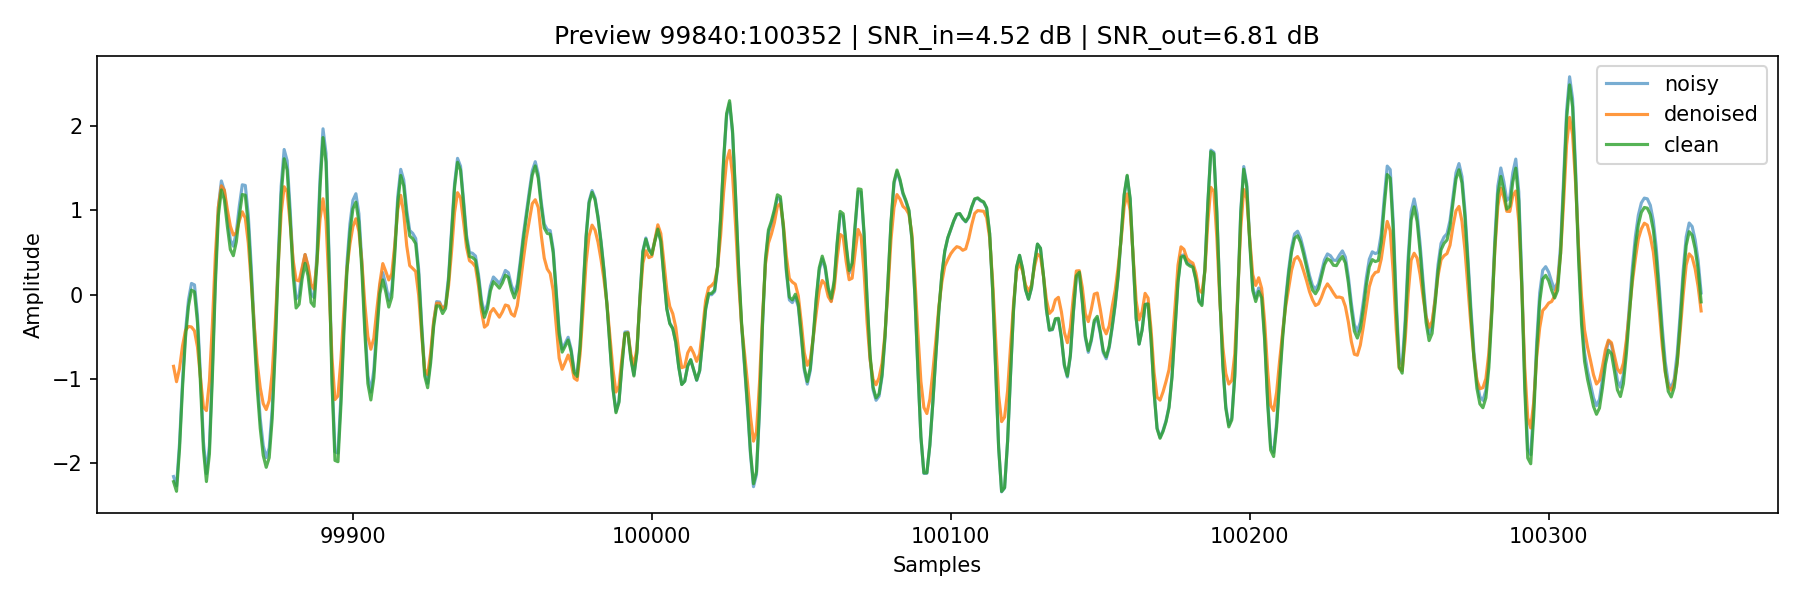 Preview 99840:100352 | SNR_in=4.52 dB | SNR_out=6.81 dB
noisy
denoised
clean
Amplitude
2
1
0
−1
−2
99900
100000
100100
100200
100300
Samples